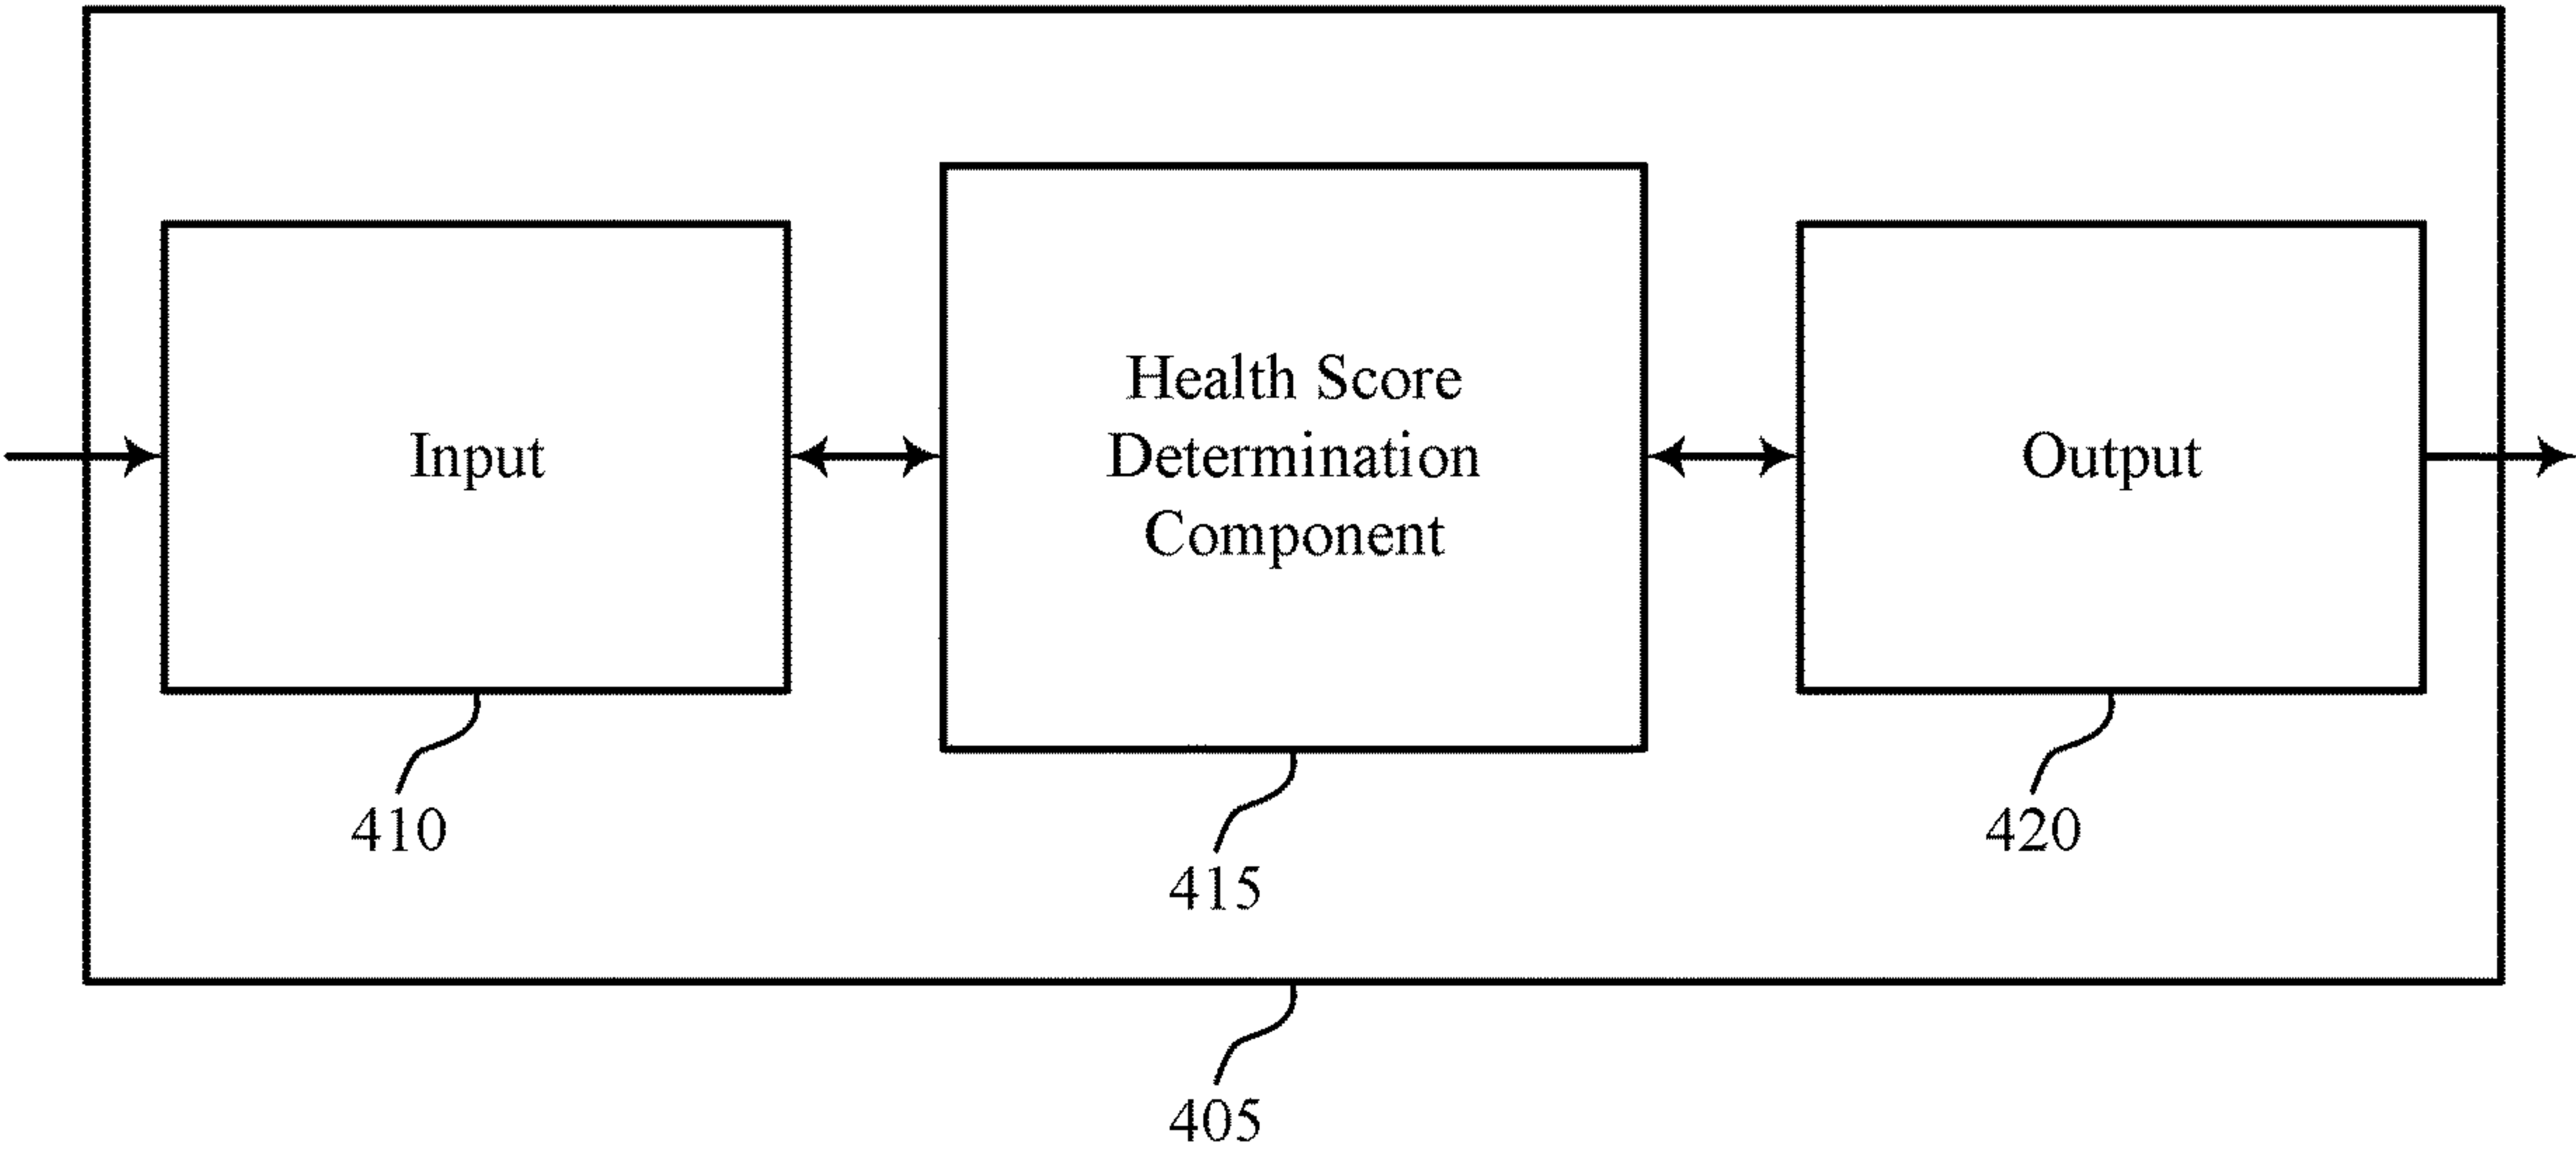 Input
Health Score
Determination
Component
Output
410
415
420
405